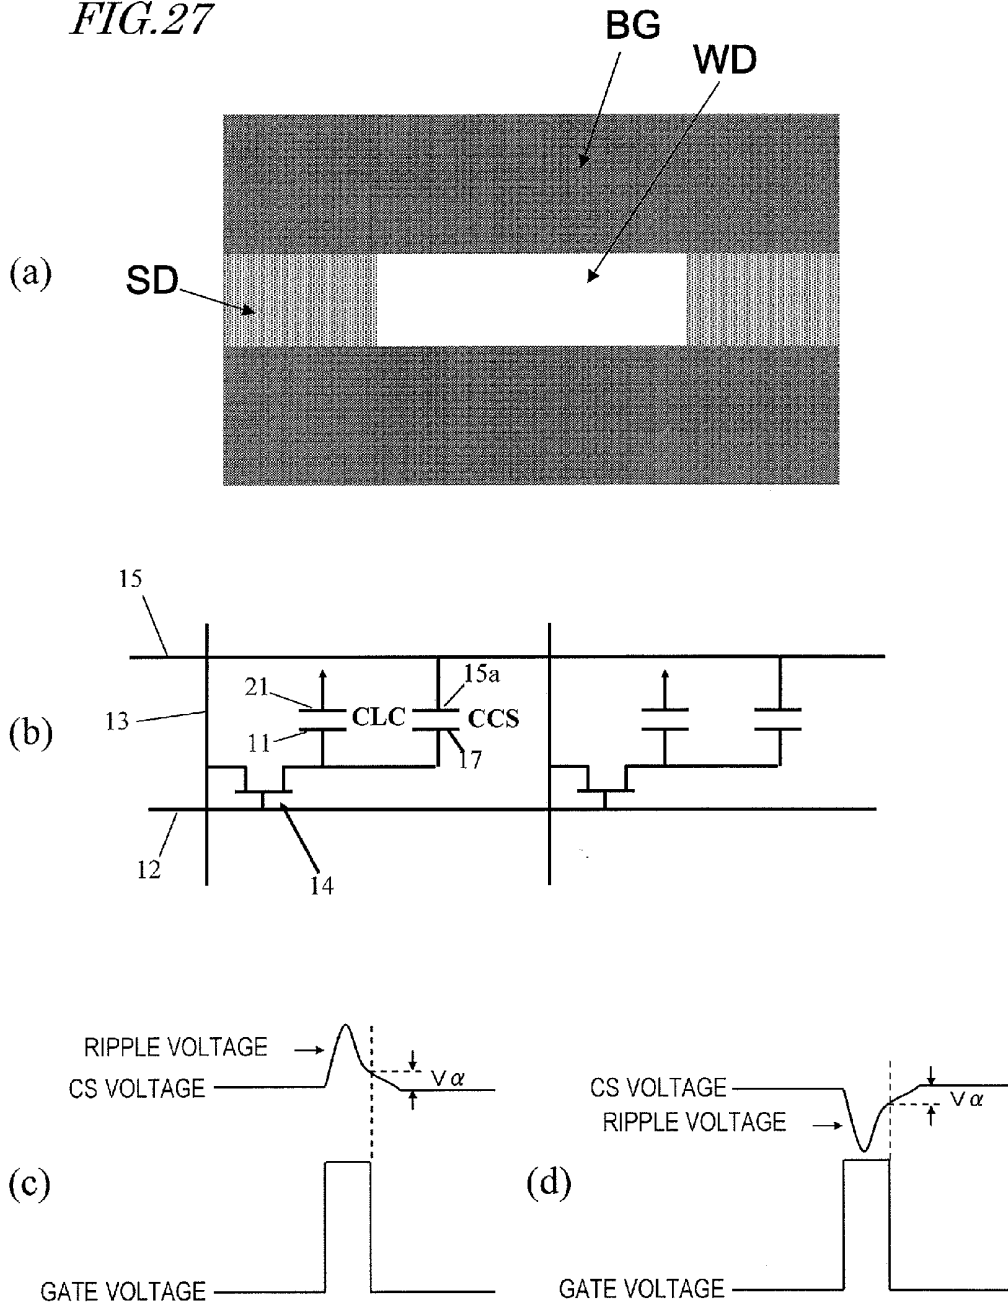 FIG.27
BG
WD
(a)
SD
15
15a
21
CLC
CCS
13
(b)
11
17
12
14
RIPPLE VOLTAGE
Vα
CS VOLTAGE
CS VOLTAGE
Vα
RIPPLE VOLTAGE
(c)
(d)
GATE VOLTAGE
GATE VOLTAGE